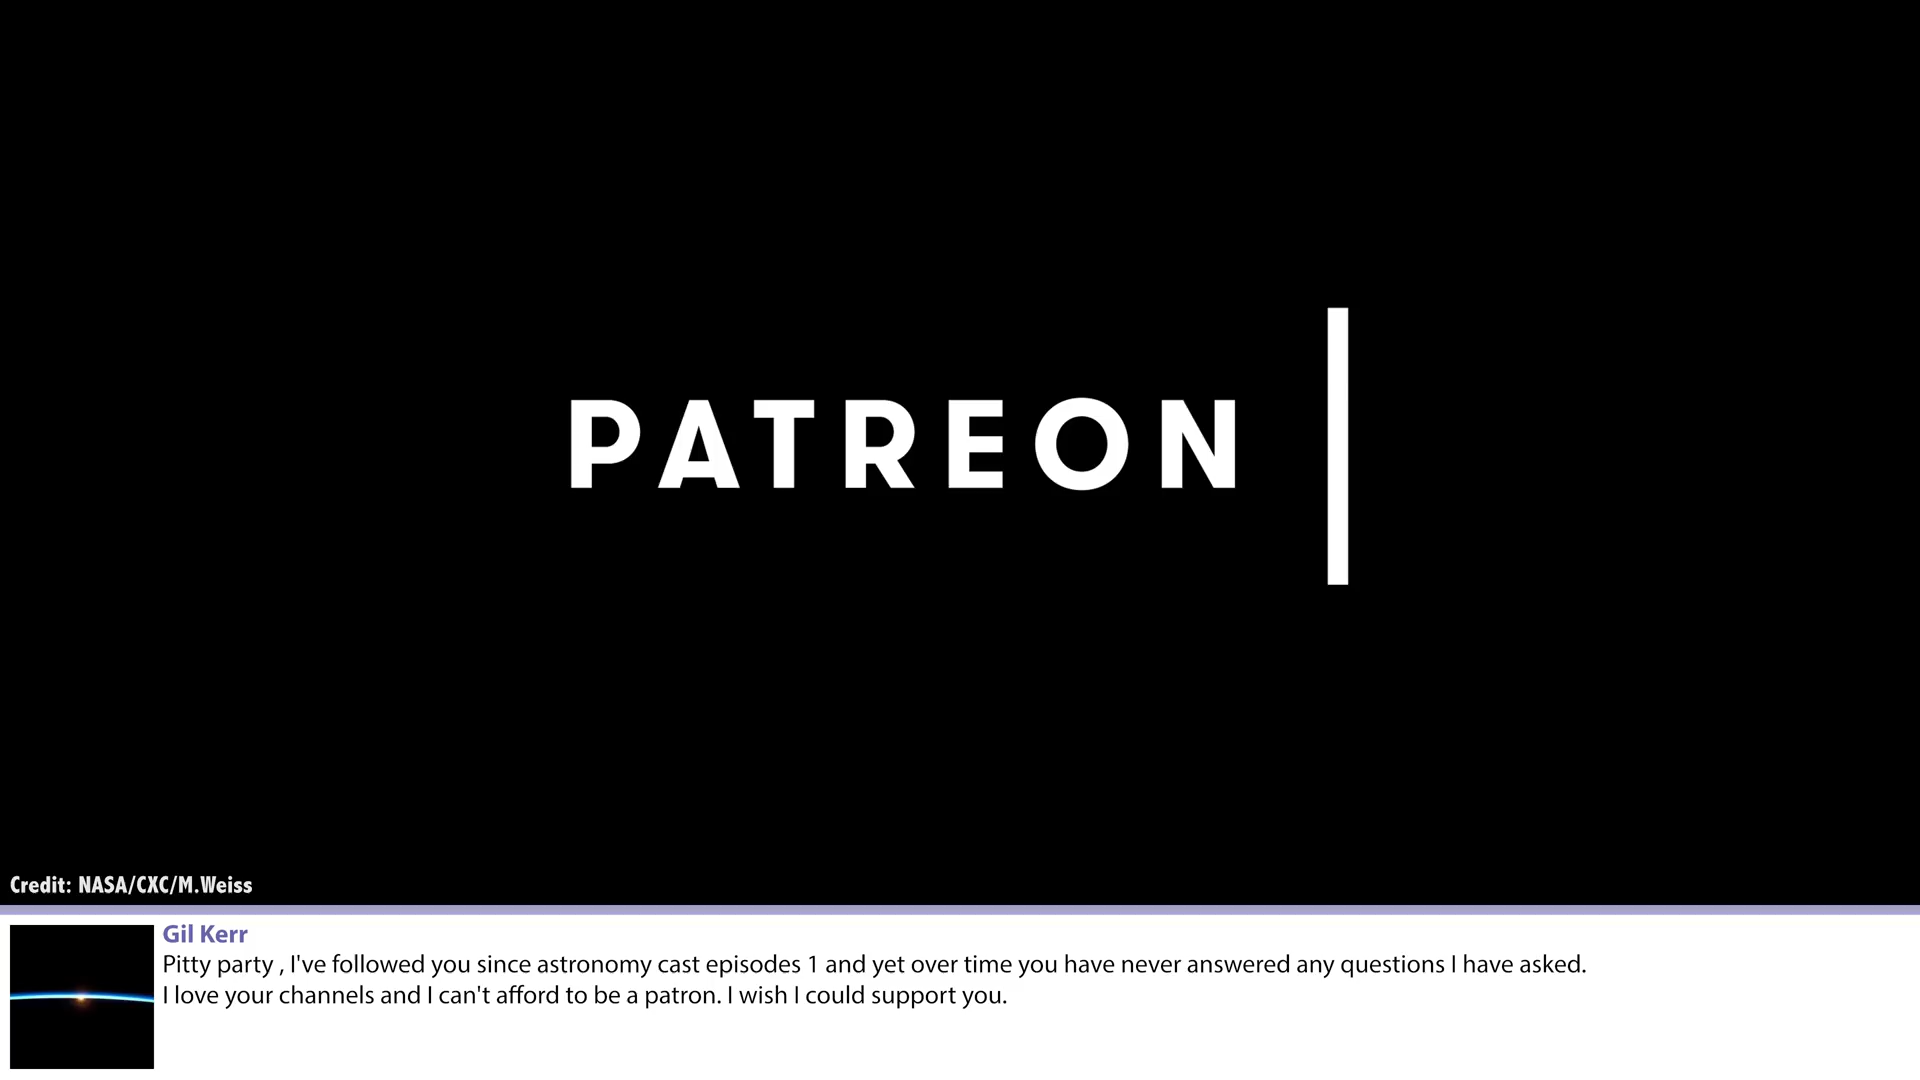 PATREON
Credit: NASA/CXC/M.Weiss
Gil Kerr
Pitty party , I've followed you since astronomy cast episodes 1 and yet over time you have never answered any questions I have asked.
I love your channels and I can't afford to be a patron. I wish I could support you.